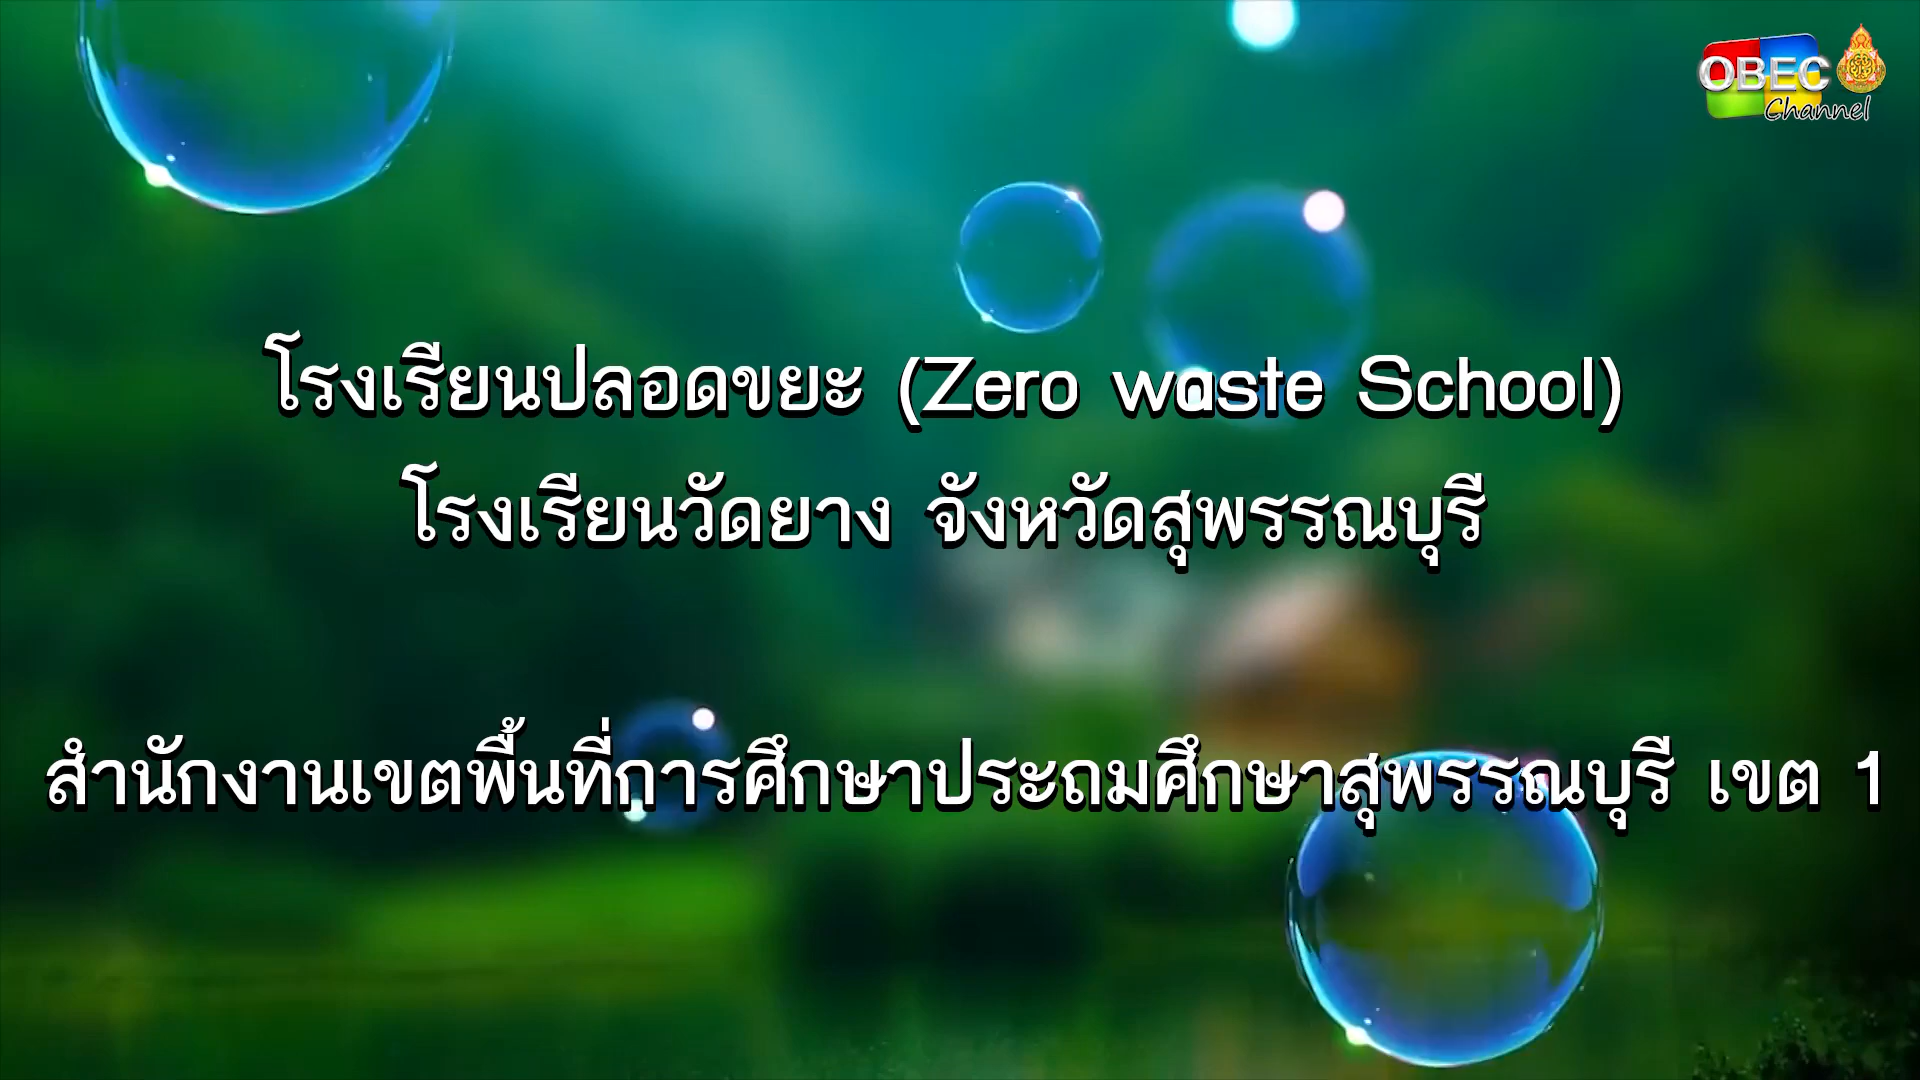 OBEC
Channel
โรงเรียนปลอดขยะ (Zero waste School)
โรงเรียนวัดยาง จังหวัดสุพรรณบุรี
สำนักงานเขตพื้นที่การศึกษาประถมศึกษาสุพรรณบุรี เขต 1